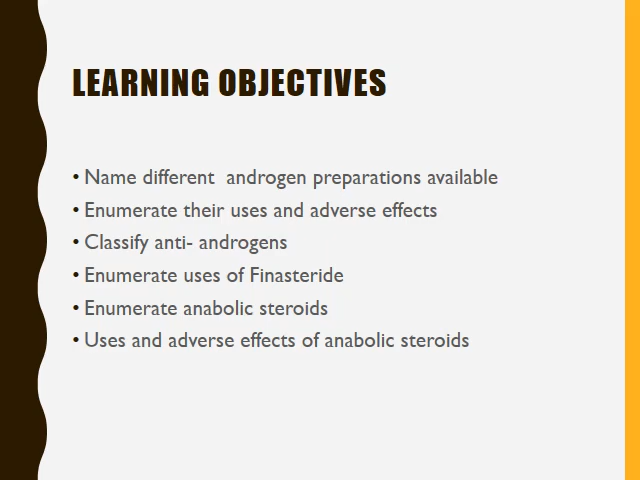 LEARNING OBJECTIVES
• Name different  androgen preparations available
• Enumerate their uses and adverse effects
• Classify anti- androgens
• Enumerate uses of Finasteride
• Enumerate anabolic steroids
• Uses and adverse effects of anabolic steroids